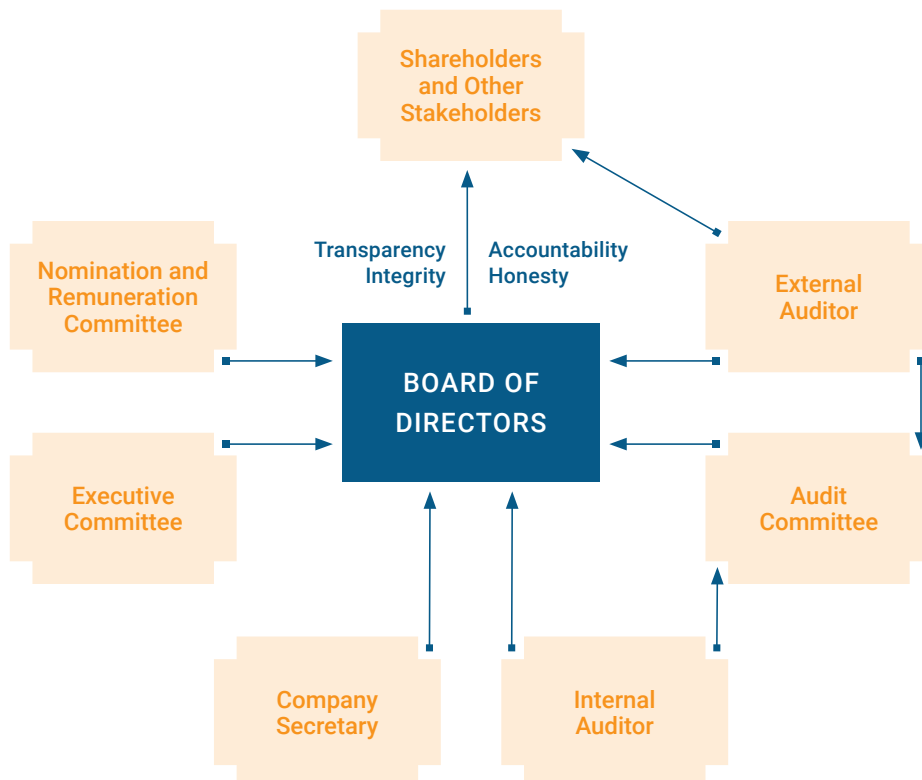 Shareholders
and Other
Stakeholders
Transparency
Integrity
Accountability
Honesty
Nomination and
Remuneration
Committee
External
Auditor
BOARD OF
DIRECTORS
Executive
Committee
Audit
Committee
Company
Secretary
Internal
Auditor